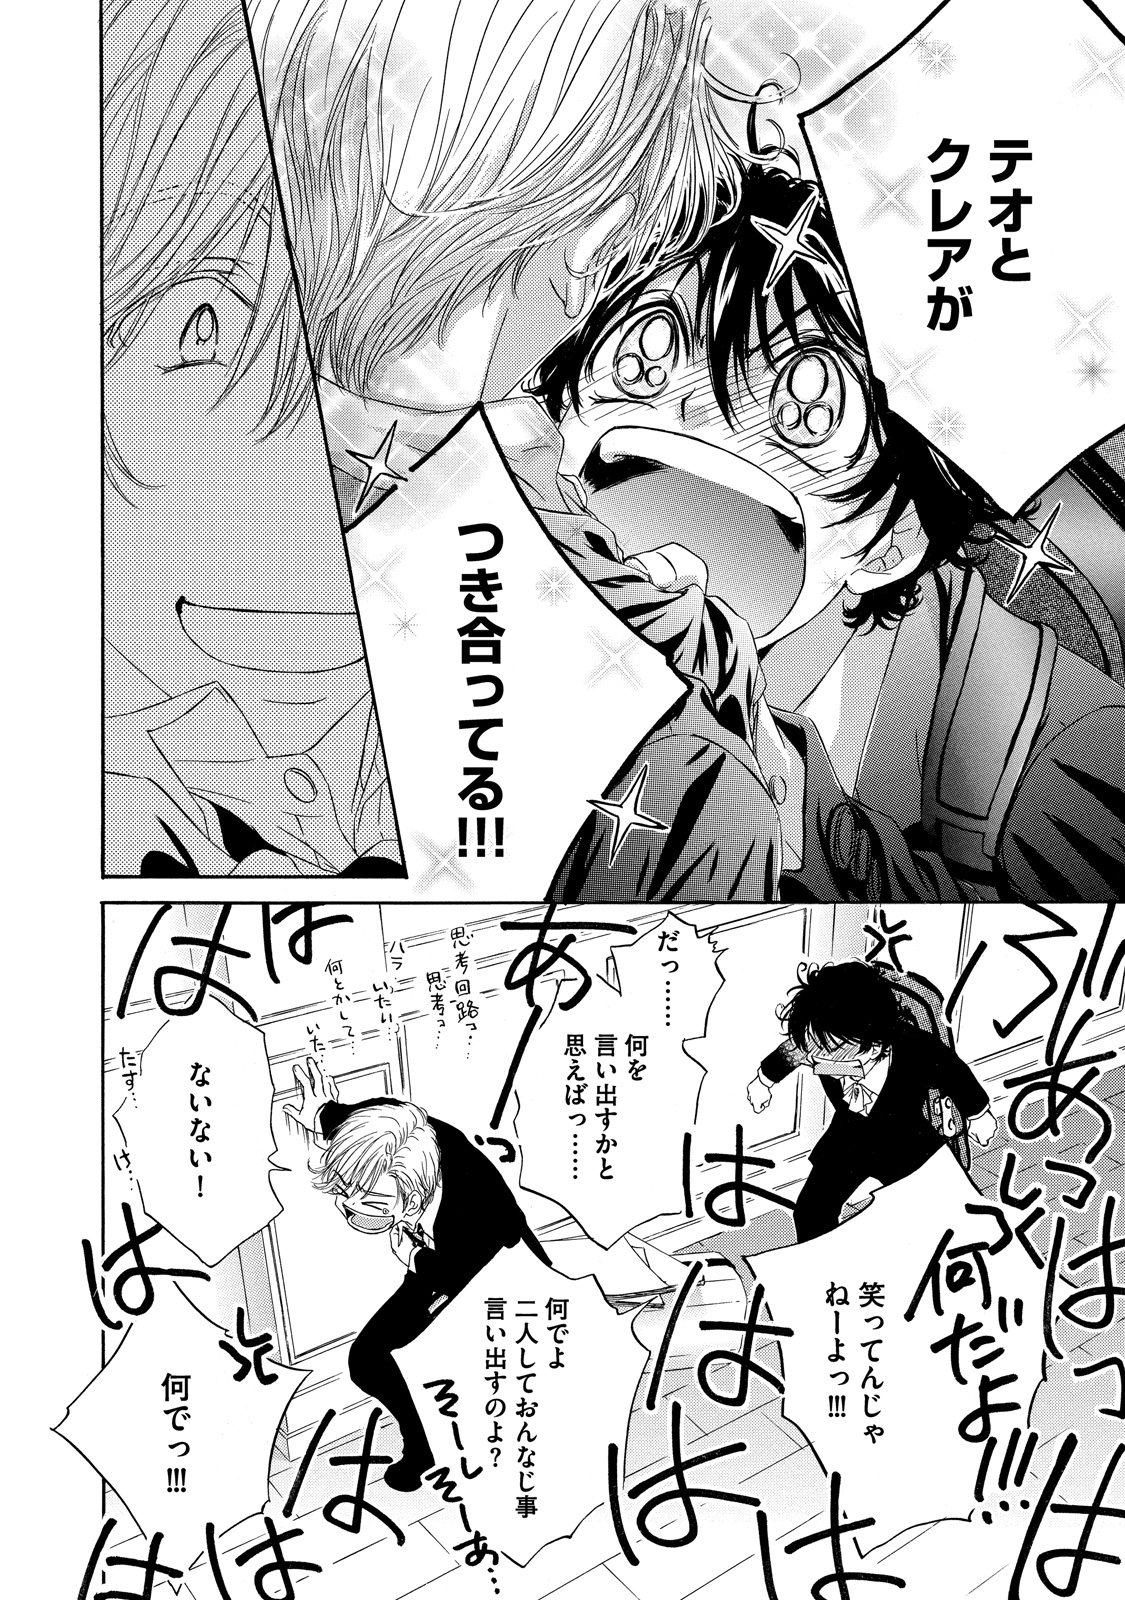 テオと
クレアが
つき合ってる!!!
ぶあーっ
はは
はは
はは
はは
はは
はは
何だよ!!!
笑ってんじゃ
ねーよっ!!!
だっ……
何を
言い出すかと
思えばっ……
何でよ
二人しておんなじ事
言い出すのよ?
思考回路っ…
思考っ…
ハラ…
いたい…
何とかして
いた…
ないない!
たす…
け…
そーし
そーあ…
何でっ!!!